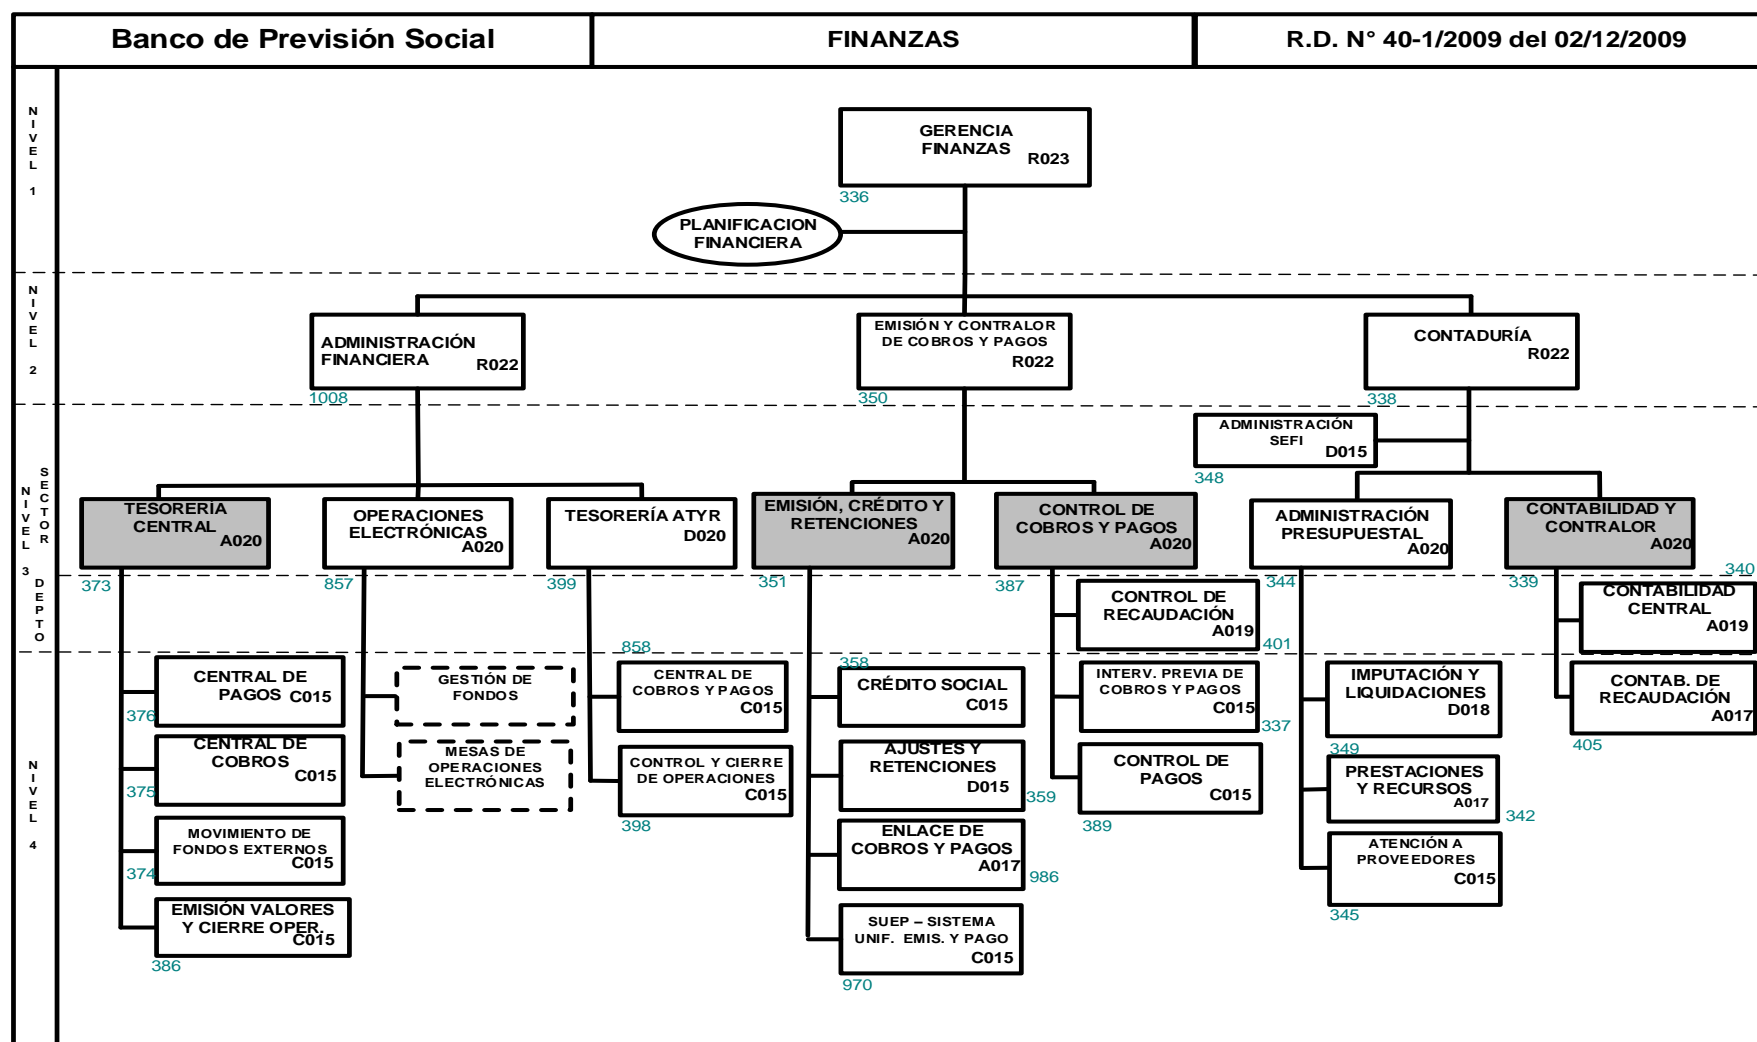 Banco de Previsión Social
FINANZAS
R.D. N° 40-1/2009 del 02/12/2009
NIVEL 1
GERENCIA
FINANZAS
R023
336
PLANIFICACION
FINANCIERA
NIVEL 2
ADMINISTRACIÓN
FINANCIERA
R022
1008
EMISIÓN Y CONTRALOR
DE COBROS Y PAGOS
R022
350
CONTADURÍA
R022
338
NIVEL 3
SECTOR
DEPTO
ADMINISTRACIÓN
SEFI
D015
348
TESORERÍA
CENTRAL
A020
373
OPERACIONES
ELECTRÓNICAS
A020
857
TESORERÍA ATYR
D020
399
EMISIÓN, CRÉDITO Y
RETENCIONES
A020
351
CONTROL DE
COBROS Y PAGOS
A020
387
ADMINISTRACIÓN
PRESUPUESTAL
A020
344
CONTABILIDAD Y
CONTRALOR
A020
339
340
CONTROL DE
RECAUDACIÓN
A019
401
CONTABILIDAD
CENTRAL
A019
NIVEL 4
CENTRAL DE
PAGOS C015
376
CENTRAL DE
COBROS
C015
375
MOVIMIENTO DE
FONDOS EXTERNOS
C015
374
EMISIÓN VALORES
Y CIERRE OPER.
C015
386
GESTIÓN DE
FONDOS
MESAS DE
OPERACIONES
ELECTRÓNICAS
858
CENTRAL DE
COBROS Y PAGOS
C015
CONTROL Y CIERRE
DE OPERACIONES
C015
398
358
CRÉDITO SOCIAL
C015
AJUSTES Y
RETENCIONES
D015
359
ENLACE DE
COBROS Y PAGOS
A017
986
SUEP – SISTEMA
UNIF. EMIS. Y PAGO
C015
970
INTERV. PREVIA DE
COBROS Y PAGOS
C015
337
CONTROL DE
PAGOS
C015
389
IMPUTACIÓN Y
LIQUIDACIONES
D018
349
PRESTACIONES
Y RECURSOS
A017
342
ATENCIÓN A
PROVEEDORES
C015
345
CONTAB. DE
RECAUDACIÓN
A017
405